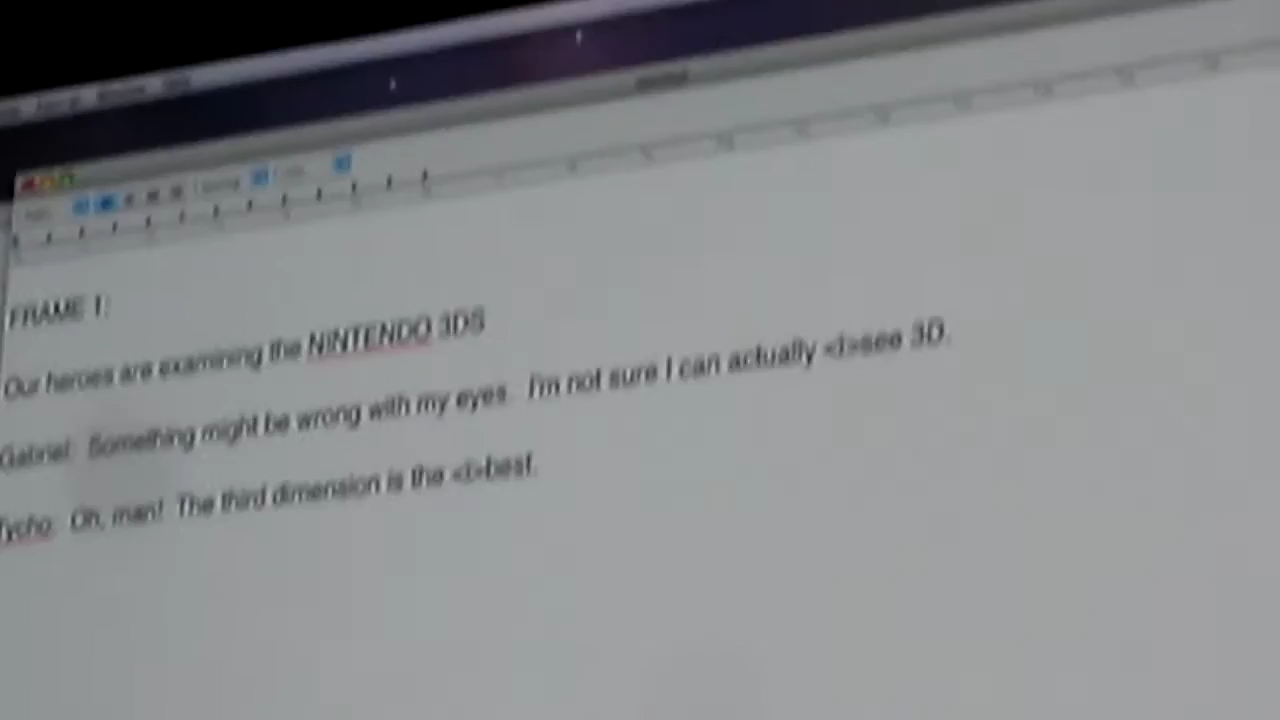 FRAME 1:
Our heroes are examining the NINTENDO 3DS
Gabriel: Something might be wrong with my eyes. I'm not sure I can actually <i>see 3D.
Tycho: Oh, man! The third dimension is the <i>best.